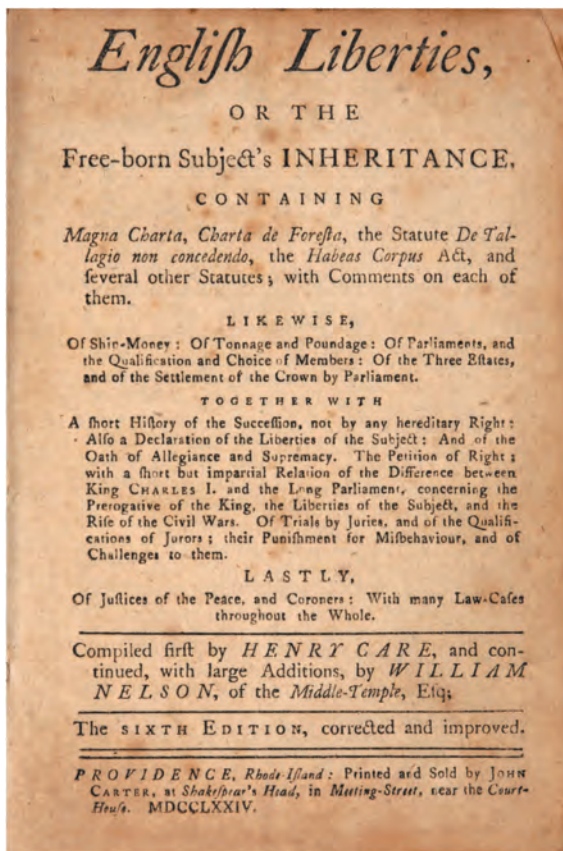 Engliſh Liberties,
OR THE
Free-born Subject's INHERITANCE,
CONTAINING
Magna Charta, Charta de Foreſta, the Statute De Tal-
lagio non concedendo, the Habeas Corpus Act, and
ſeveral other Statutes; with Comments on each of
them.
LIKEWISE,
Of Ship-Money: Of Tonnage and Poundage: Of Parliaments, and
the Qualification and Choice of Members: Of the Three Eſtates,
and of the Settlement of the Crown by Parliament.
TOGETHER WITH
A ſhort Hiſtory of the Succeſſion, not by any hereditary Right:
Alſo a Declaration of the Liberties of the Subject: And of the
Oath of Allegiance and Supremacy. The Petition of Right;
with a ſhort but impartial Relation of the Difference between
King CHARLES I. and the Long Parliament, concerning the
Prerogative of the King, the Liberties of the Subject, and the
Riſe of the Civil Wars. Of Trials by Juries, and of the Qualifi-
cations of Jurors; their Puniſhment for Miſbehaviour, and of
Challenges to them.
LASTLY,
Of Juſtices of the Peace, and Coroners: With many Law-Caſes
throughout the Whole.
Compiled firſt by HENRY CARE, and con-
tinued, with large Additions, by WILLIAM
NELSON, of the Middle-Temple, Eſq;
The SIXTH EDITION, corrected and improved.
PROVIDENCE, Rhode-Iſland: Printed and Sold by JOHN
CARTER, at Shakeſpear's Head, in Meeting-Street, near the Court-
Houſe. MDCCLXXIV.